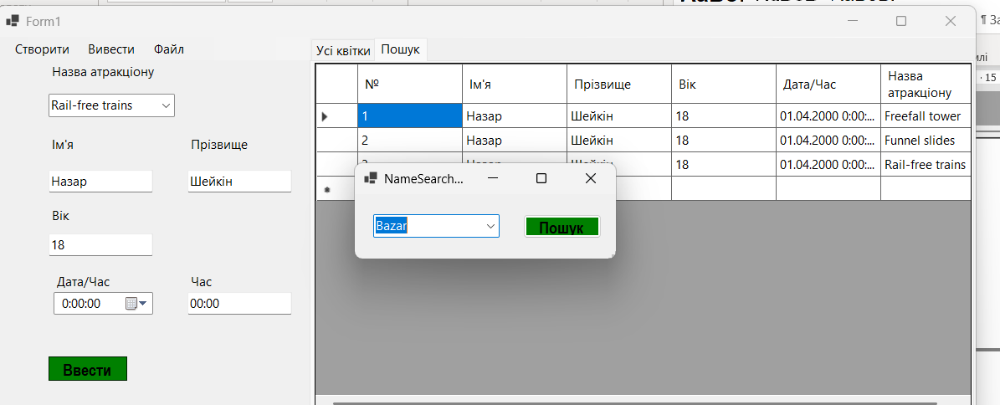 Form1
Створити Вивести Файл
Назва атракціону
Rail-free trains
Ім'я Прізвище
Назар Шейкін
Вік
18
Дата/Час Час
0:00:00 00:00
Ввести
Усі квітки Пошук
№ Ім'я Прізвище Вік Дата/Час Назва атракціону
1 Назар Шейкін 18 01.04.2000 0:00:... Freefall tower
2 Назар Шейкін 18 01.04.2000 0:00:... Funnel slides
18 01.04.2000 0:00:... Rail-free trains
NameSearch...
Bazar Пошук
¶ За
лі
· 15